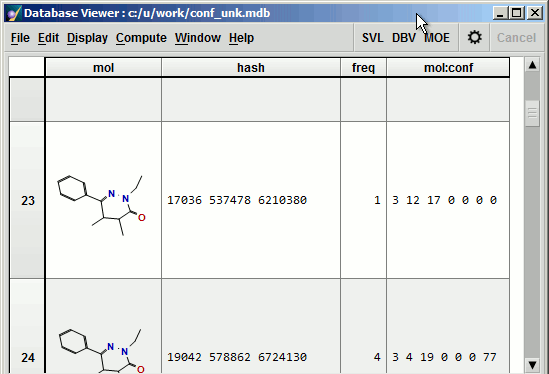 Database Viewer : c:/u/work/conf_unk.mdb
File Edit Display Compute Window Help SVL DBV MOE Cancel
mol hash freq mol:conf
23 N N O 17036 537478 6210380 1 3 12 17 0 0 0 0
24 N N O 19042 578862 6724130 4 3 4 19 0 0 0 77